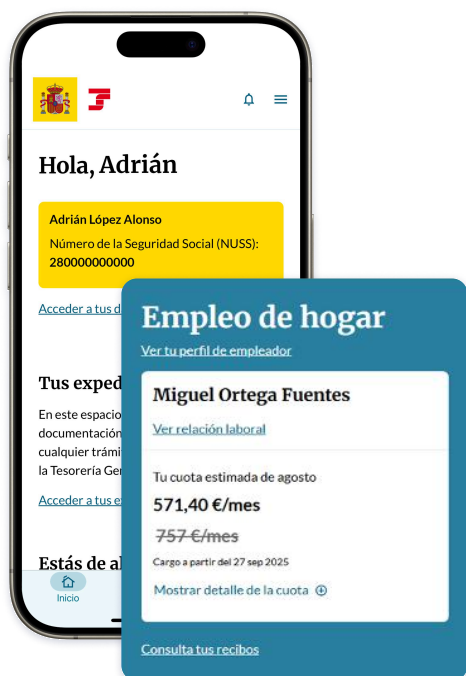 Hola, Adrián
Adrián López Alonso
Número de la Seguridad Social (NUSS):
280000000000
Acceder a tus d
Tus exped
En este espacio
documentación
cualquier trámi
la Tesorería Ge
Acceder a tus e
Estás de al
Inicio
Empleo de hogar
Ver tu perfil de empleador
Miguel Ortega Fuentes
Ver relación laboral
Tu cuota estimada de agosto
571,40 €/mes
757 €/mes
Cargo a partir del 27 sep 2025
Mostrar detalle de la cuota
Consulta tus recibos